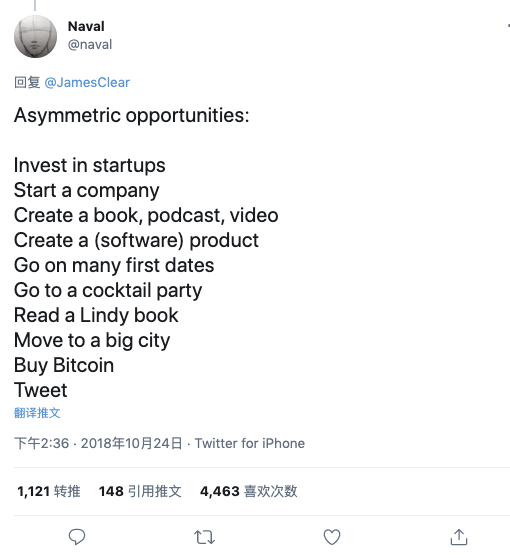 Naval
@naval
回复 @JamesClear
Asymmetric opportunities:
Invest in startups
Start a company
Create a book, podcast, video
Create a (software) product
Go on many first dates
Go to a cocktail party
Read a Lindy book
Move to a big city
Buy Bitcoin
Tweet
翻译推文
下午2:36 · 2018年10月24日 · Twitter for iPhone
1,121 转推 148 引用推文 4,463 喜欢次数